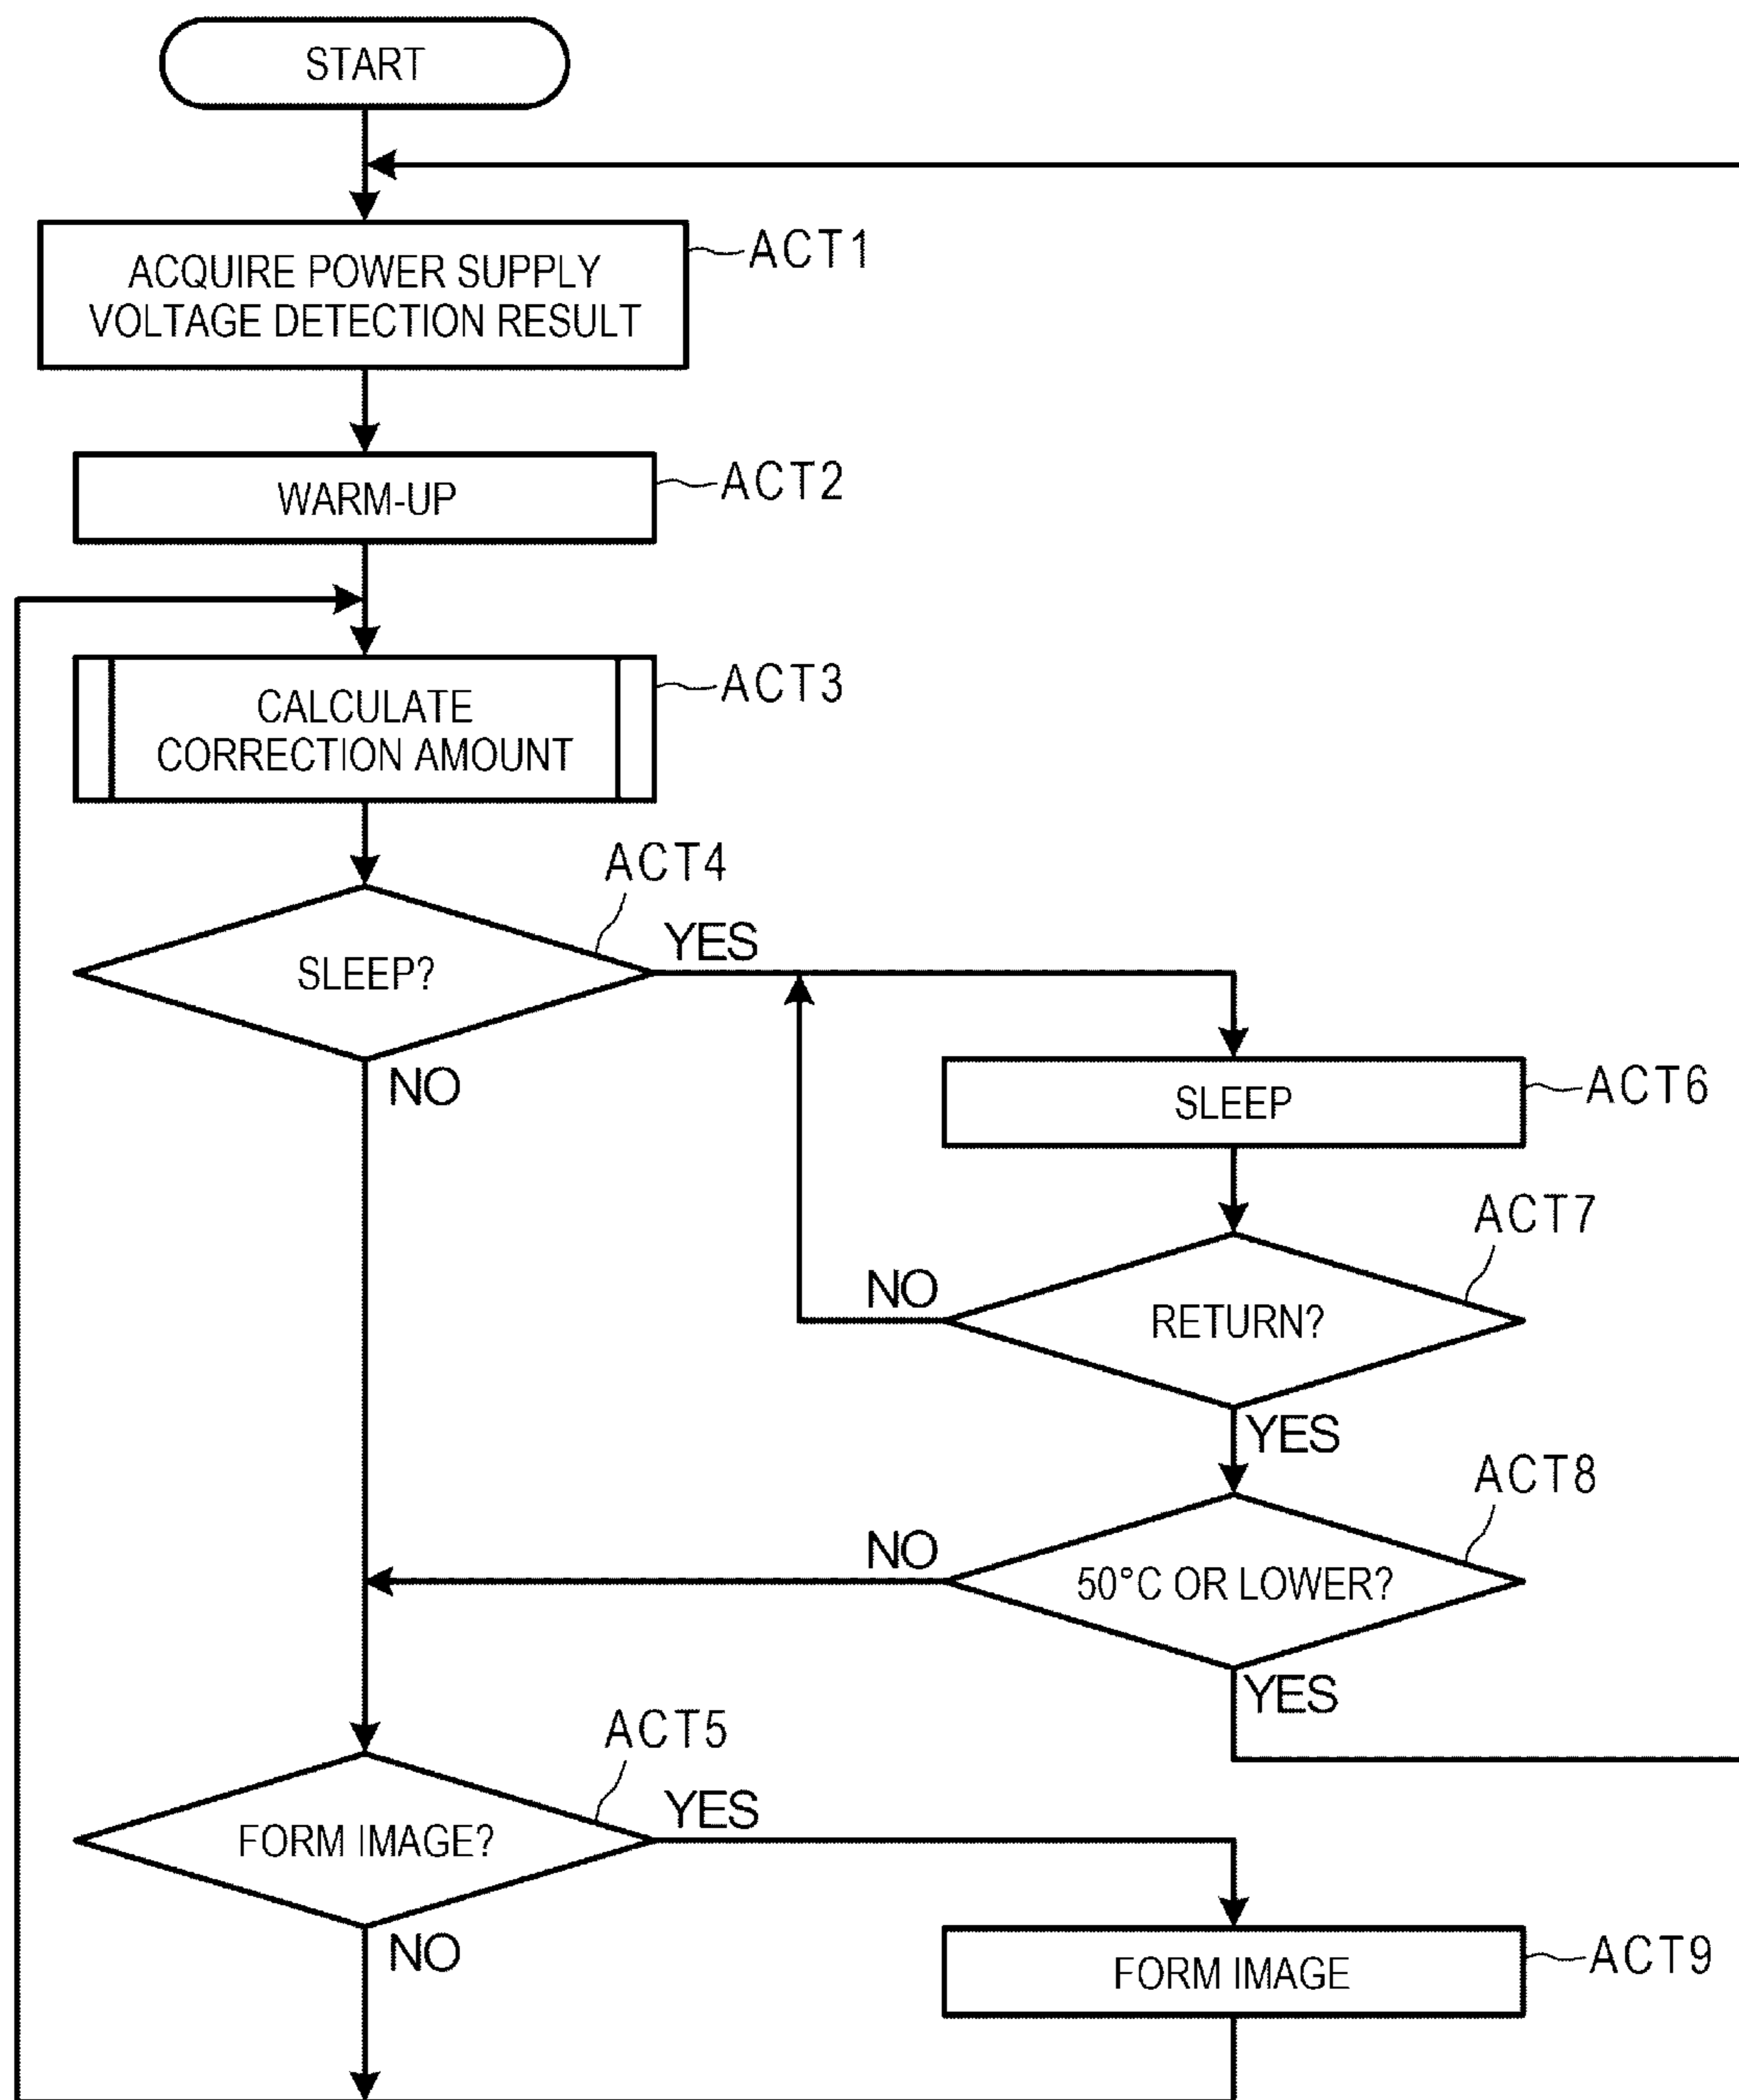 START
ACQUIRE POWER SUPPLY
VOLTAGE DETECTION RESULT
ACT1
WARM-UP
ACT2
CALCULATE
CORRECTION AMOUNT
ACT3
ACT4
SLEEP?
YES
NO
SLEEP
ACT6
ACT7
RETURN?
NO
YES
ACT8
50°C OR LOWER?
NO
YES
ACT5
FORM IMAGE?
YES
NO
FORM IMAGE
ACT9